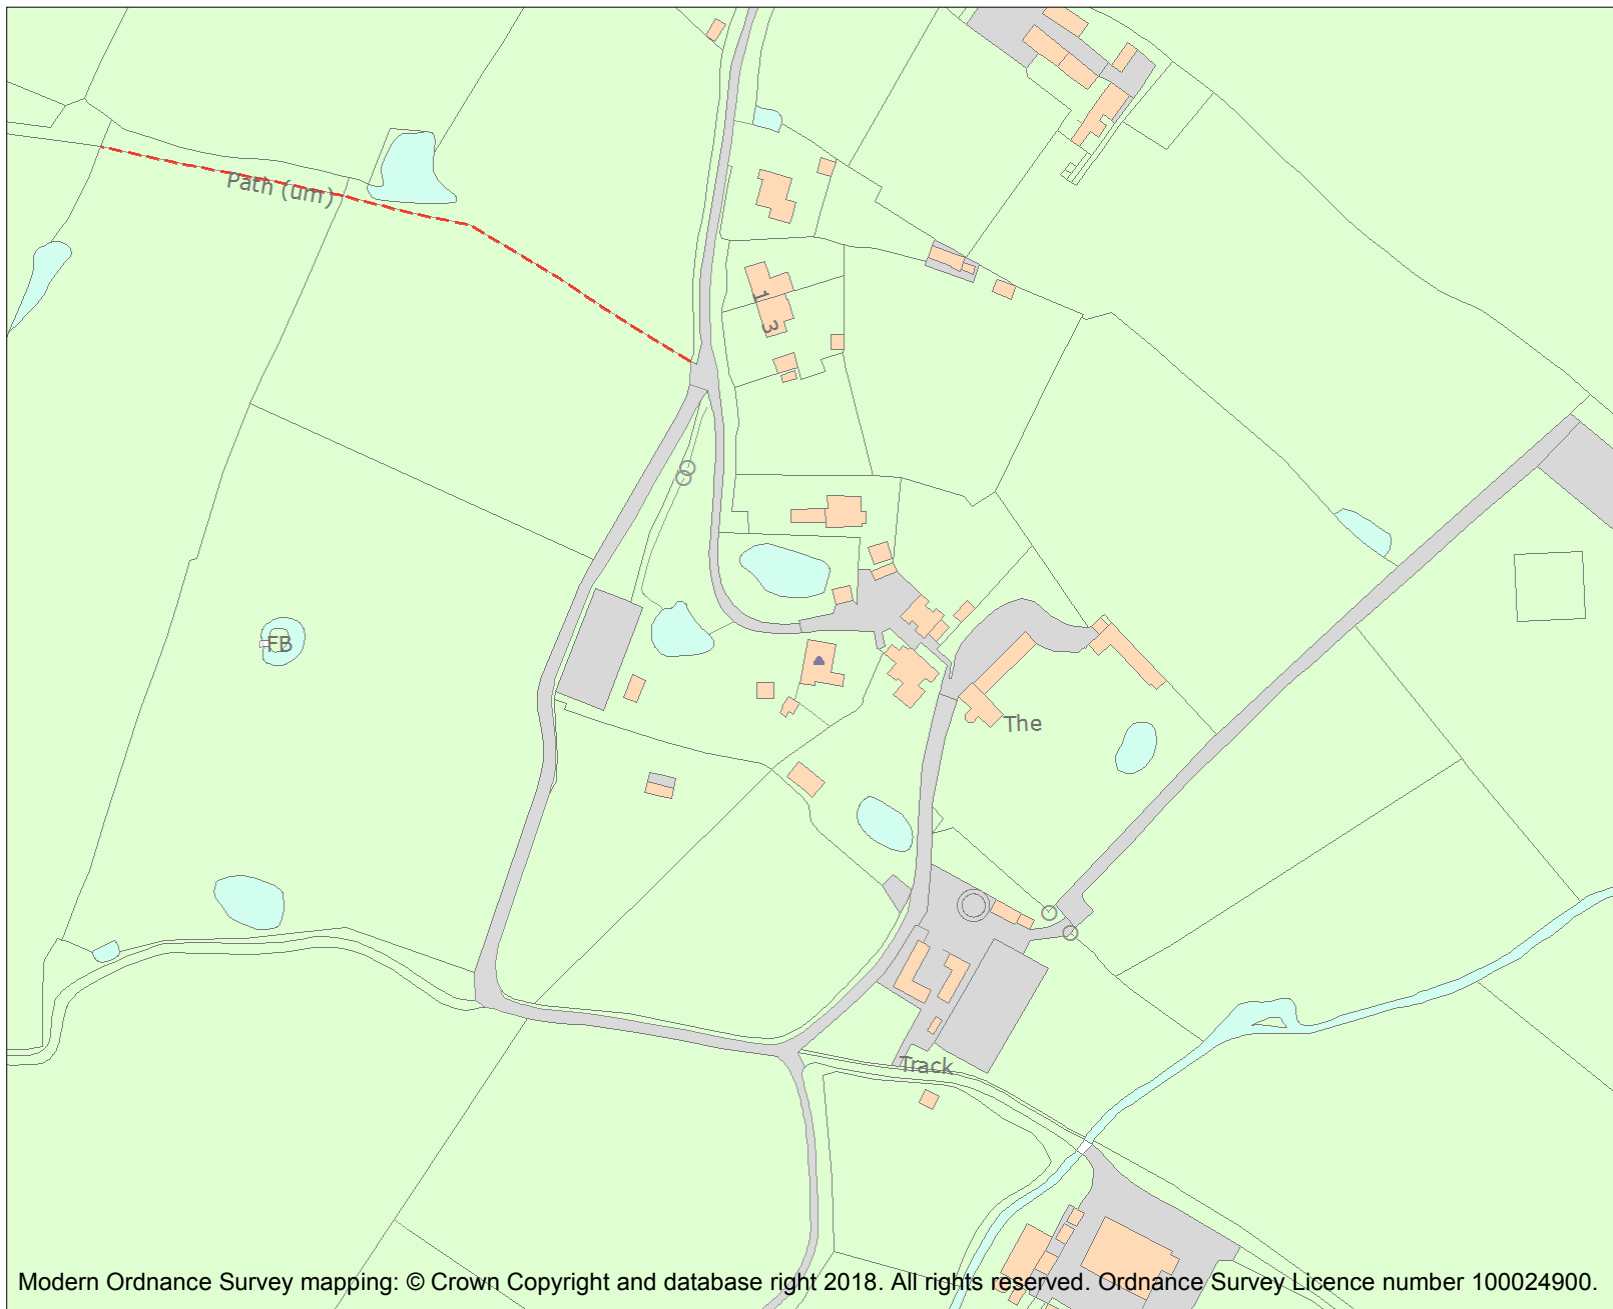 Path (um)
1
3
FB
The
Track
Modern Ordnance Survey mapping: © Crown Copyright and database right 2018. All rights reserved. Ordnance Survey Licence number 100024900.